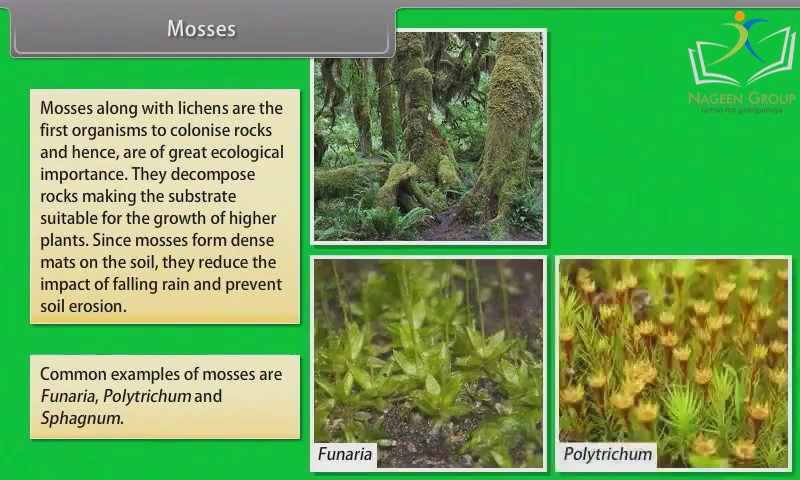 Mosses
Mosses along with lichens are the
first organisms to colonise rocks
and hence, are of great ecological
importance. They decompose
rocks making the substrate
suitable for the growth of higher
plants. Since mosses form dense
mats on the soil, they reduce the
impact of falling rain and prevent
soil erosion.
Common examples of mosses are
Funaria, Polytrichum and
Sphagnum.
Funaria
Polytrichum
NAGEEN GROUP
tamso ma jyotirgamaya